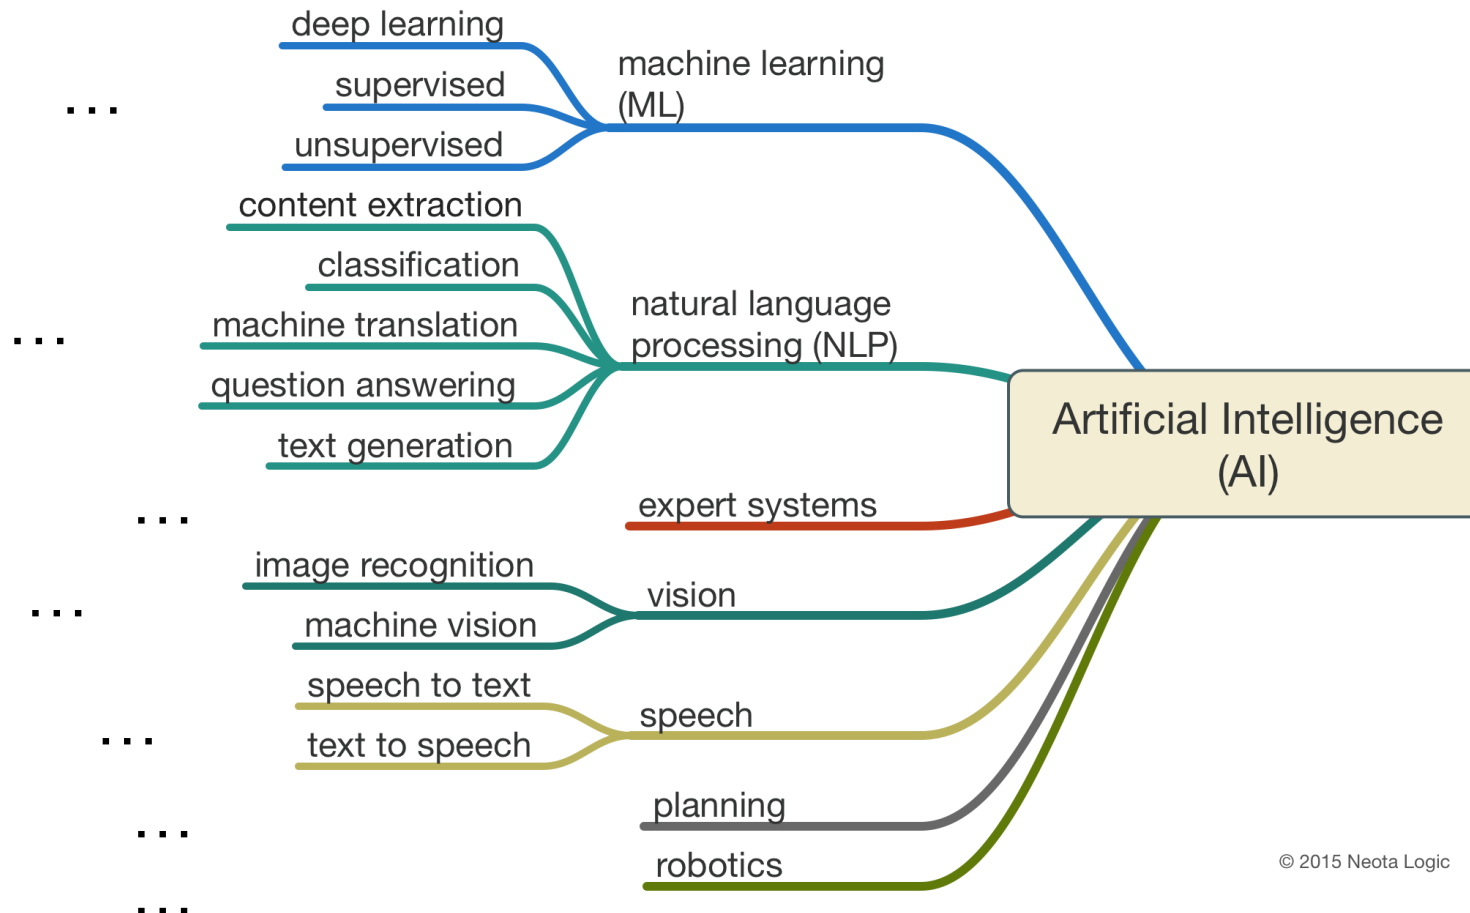 deep learning
supervised
unsupervised
machine learning
(ML)
...
content extraction
classification
machine translation
question answering
text generation
natural language
processing (NLP)
...
Artificial Intelligence
(AI)
expert systems
...
image recognition
machine vision
vision
...
speech to text
text to speech
speech
...
planning
...
robotics
...
© 2015 Neota Logic